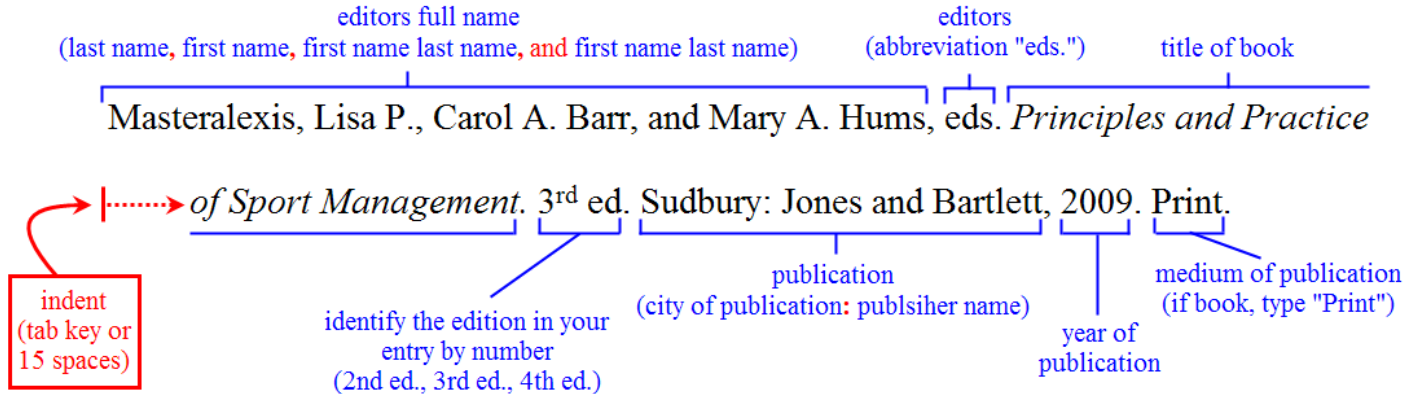 editors full name
(last name, first name, first name last name, and first name last name)
editors
(abbreviation "eds.")
title of book
Masteralexis, Lisa P., Carol A. Barr, and Mary A. Hums, eds. Principles and Practice
of Sport Management. 3rd ed. Sudbury: Jones and Bartlett, 2009. Print.
indent
(tab key or
15 spaces)
identify the edition in your
entry by number
(2nd ed., 3rd ed., 4th ed.)
publication
(city of publication: publsiher name)
year of
publication
medium of publication
(if book, type "Print")